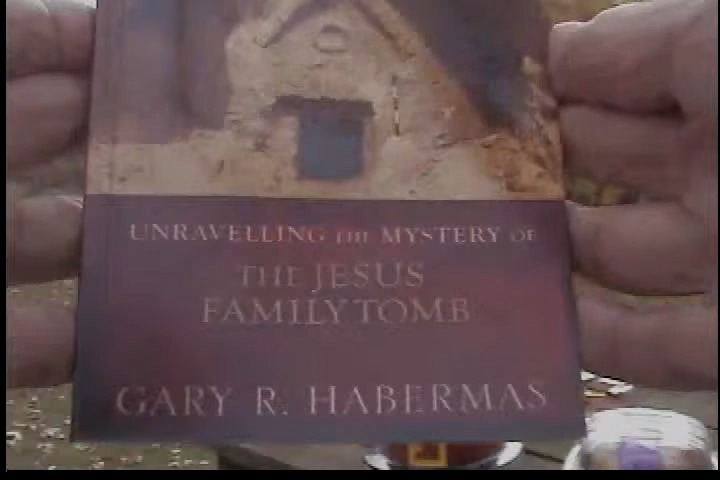 UNRAVELLING THE MYSTERY OF
THE JESUS
FAMILY TOMB
GARY R. HABERMAS